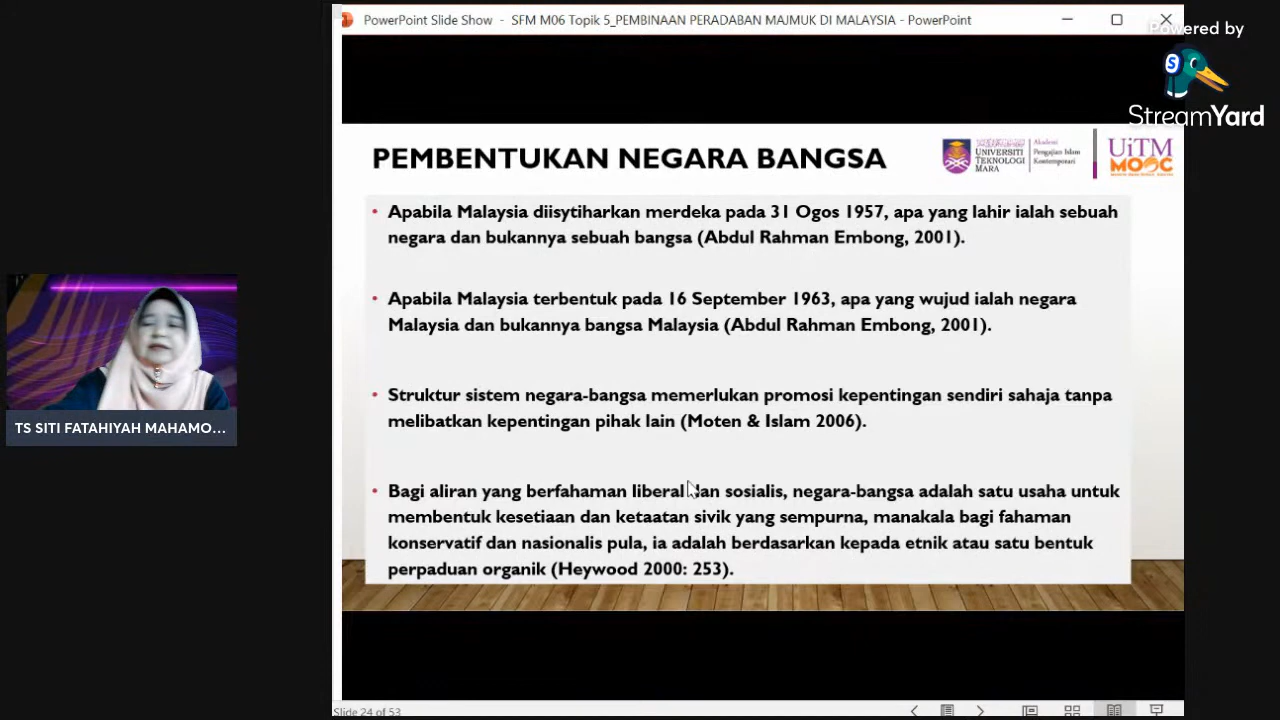 PowerPoint Slide Show - SFM M06 Topik 5_PEMBINAAN PERADABAN MAJMUK DI MALAYSIA - PowerPoint
Powered by
StreamYard
PEMBENTUKAN NEGARA BANGSA
UNIVERSITI
TEKNOLOGI
MARA
Akademi
Pengajian Islam
Kontemporari
UiTM
MOOC
• Apabila Malaysia diisytiharkan merdeka pada 31 Ogos 1957, apa yang lahir ialah sebuah
negara dan bukannya sebuah bangsa (Abdul Rahman Embong, 2001).
• Apabila Malaysia terbentuk pada 16 September 1963, apa yang wujud ialah negara
Malaysia dan bukannya bangsa Malaysia (Abdul Rahman Embong, 2001).
• Struktur sistem negara-bangsa memerlukan promosi kepentingan sendiri sahaja tanpa
melibatkan kepentingan pihak lain (Moten & Islam 2006).
• Bagi aliran yang berfahaman liberal dan sosialis, negara-bangsa adalah satu usaha untuk
membentuk kesetiaan dan ketaatan sivik yang sempurna, manakala bagi fahaman
konservatif dan nasionalis pula, ia adalah berdasarkan kepada etnik atau satu bentuk
perpaduan organik (Heywood 2000: 253).
TS SITI FATAHIYAH MAHAMO...
Slide 24 of 53